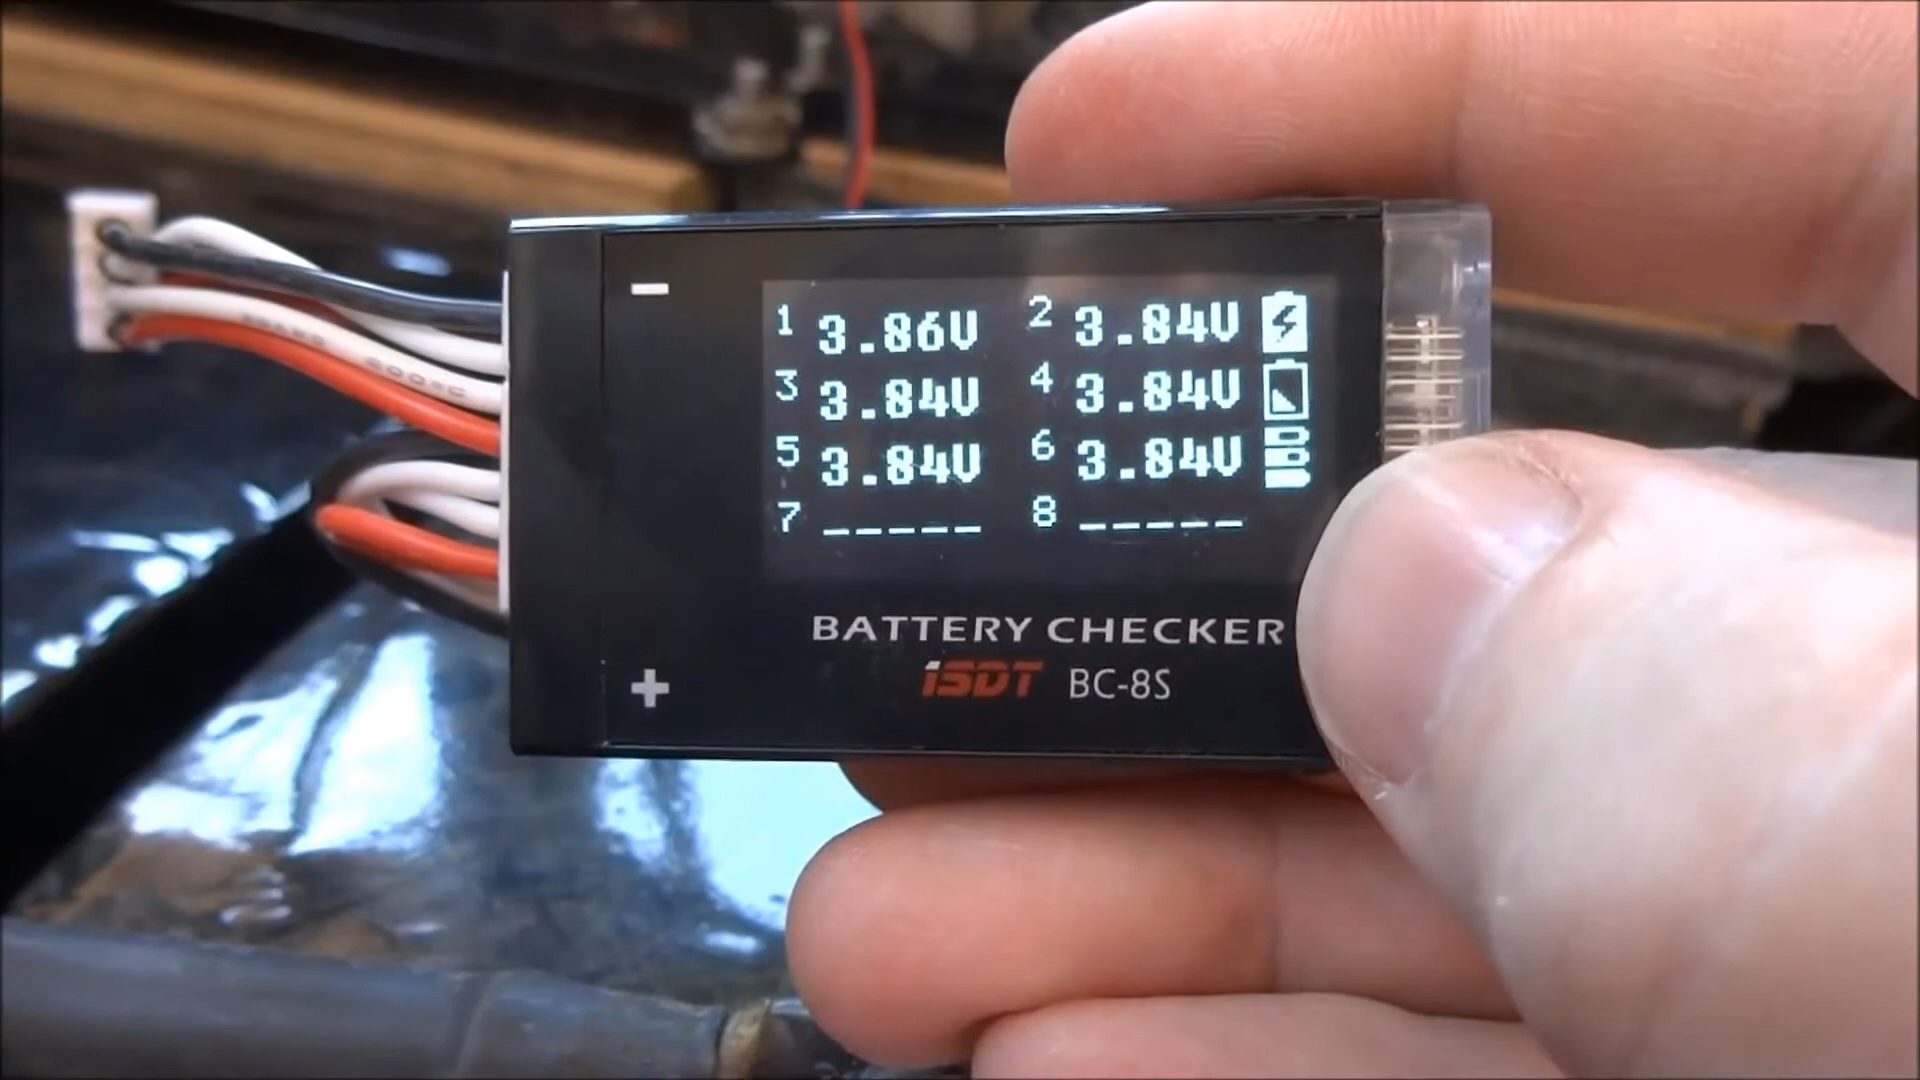 1 3.86V 2 3.84V
3 3.84V 4 3.84V
5 3.84V 6 3.84V
7 _____ 8 _____
BATTERY CHECKER
iSDT BC-8S
- 
+